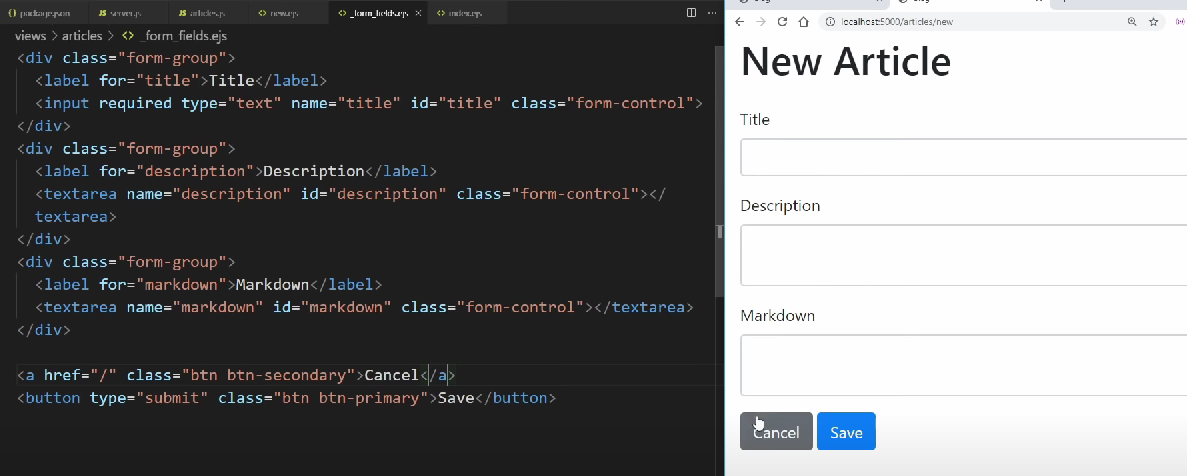 package.json server.js articles.js new.ejs _form_fields.ejs × index.ejs
views > articles > <> _form_fields.ejs
<div class="form-group">
<label for="title">Title</label>
<input required type="text" name="title" id="title" class="form-control">
</div>
<div class="form-group">
<label for="description">Description</label>
<textarea name="description" id="description" class="form-control"></
textarea>
</div>
<div class="form-group">
<label for="markdown">Markdown</label>
<textarea name="markdown" id="markdown" class="form-control"></textarea>
</div>
<a href="/" class="btn btn-secondary">Cancel</a>
<button type="submit" class="btn btn-primary">Save</button>
localhost:5000/articles/new
New Article
Title
Description
Markdown
Cancel Save